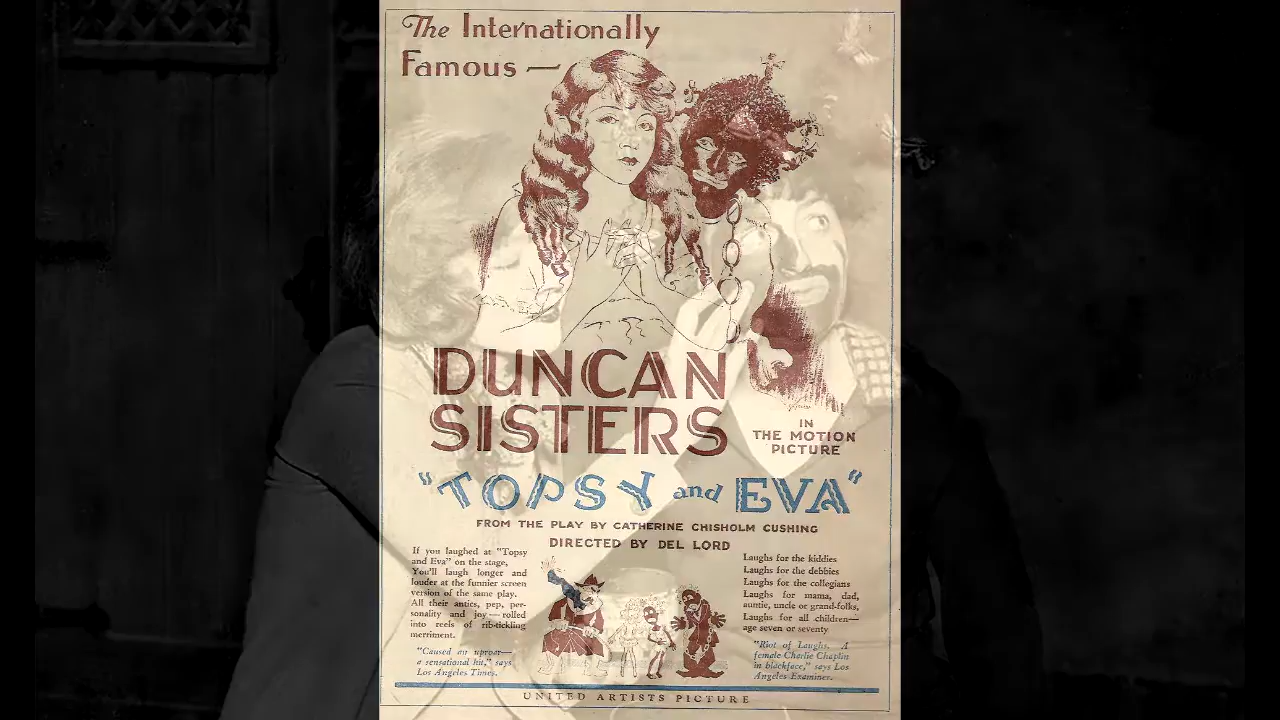 The Internationally
Famous —
DUNCAN
SISTERS
IN
THE MOTION
PICTURE
"TOPSY and EVA"
FROM THE PLAY BY CATHERINE CHISHOLM CUSHING
DIRECTED BY DEL LORD
If you laughed at "Topsy
and Eva" on the stage,
You'll laugh longer and
louder at the funnier screen
version of the same play.
All their antics, pep, per-
sonality and joy—rolled
into reels of rib-tickling
merriment.
"Caused an uproar—
a sensational hit," says
Los Angeles Times.
Laughs for the kiddies
Laughs for the debbies
Laughs for the collegians
Laughs for mama, dad,
auntie, uncle or grand-folks,
Laughs for all children—
age seven or seventy
"Riot of Laughs. A
female Charlie Chaplin
in blackface," says Los
Angeles Examiner.
UNITED ARTISTS PICTURE